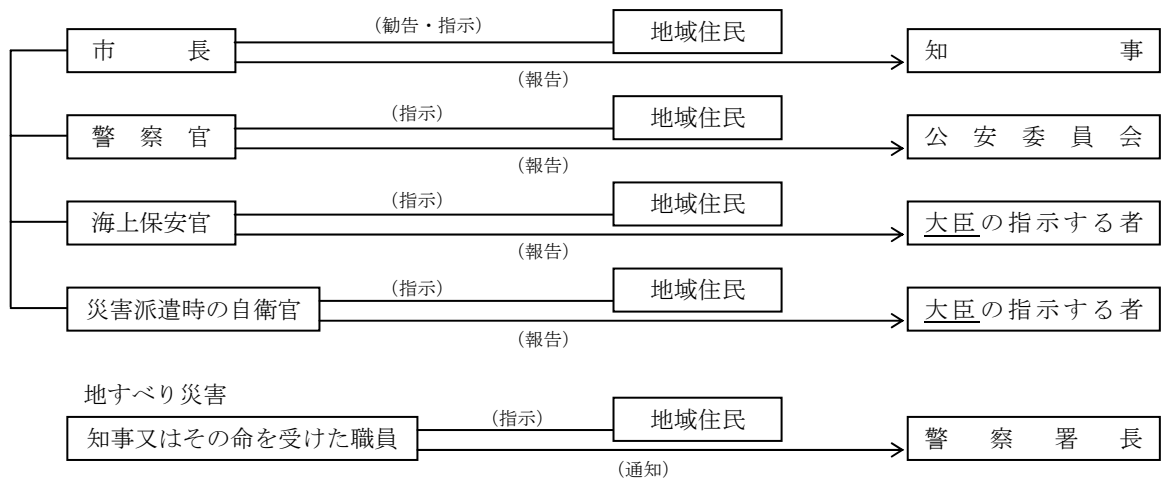 (勧告・指示)
市長 地域住民 知事
(報告)
(指示)
警察官 地域住民 公安委員会
(報告)
(指示)
海上保安官 地域住民 大臣の指示する者
(報告)
(指示)
災害派遣時の自衛官 地域住民 大臣の指示する者
(報告)
地すべり災害
(指示)
知事又はその命を受けた職員 地域住民 警察署長
(通知)